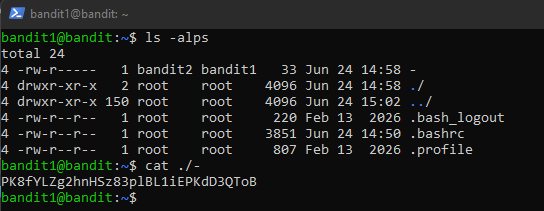 bandit1@bandit: ~
bandit1@bandit:~$ ls -alps
total 24
4 -rw-r----- 1 bandit2 bandit1 33 Jun 24 14:58 -
4 drwxr-xr-x 2 root root 4096 Jun 24 14:58 ./
4 drwxr-xr-x 150 root root 4096 Jun 24 15:02 ../
4 -rw-r--r-- 1 root root 220 Feb 13 2026 .bash_logout
4 -rw-r--r-- 1 root root 3851 Jun 24 14:50 .bashrc
4 -rw-r--r-- 1 root root 807 Feb 13 2026 .profile
bandit1@bandit:~$ cat ./-
PK8fYLZg2hnHSz83plBL1iEPKdD3QToB
bandit1@bandit:~$